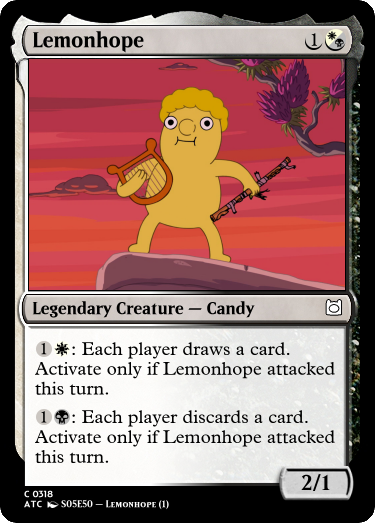 Lemonhope 1
Legendary Creature — Candy
1 : Each player draws a card.
Activate only if Lemonhope attacked
this turn.
1 : Each player discards a card.
Activate only if Lemonhope attacked
this turn.
2/1
C 0318
ATC S05E50 — Lemonhope (1)